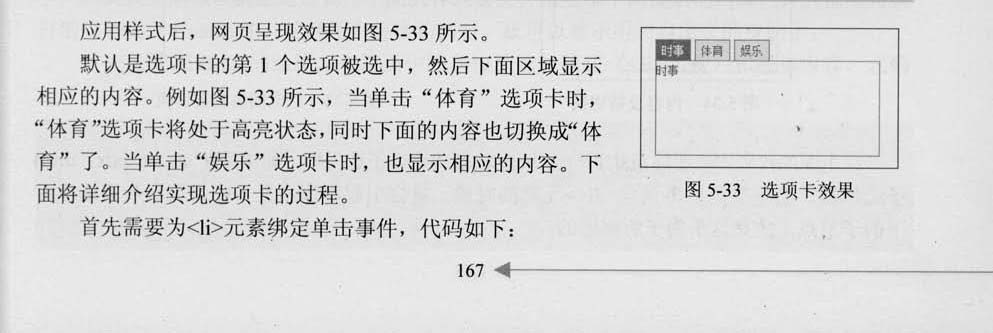 应用样式后，网页呈现效果如图 5-33 所示。
默认是选项卡的第 1 个选项被选中，然后下面区域显示
相应的内容。例如图 5-33 所示，当单击“体育”选项卡时，
“体育”选项卡将处于高亮状态，同时下面的内容也切换成“体
育”了。当单击“娱乐”选项卡时，也显示相应的内容。下
面将详细介绍实现选项卡的过程。
首先需要为<li>元素绑定单击事件，代码如下：
时事 体育 娱乐
时事
图 5-33 选项卡效果
167